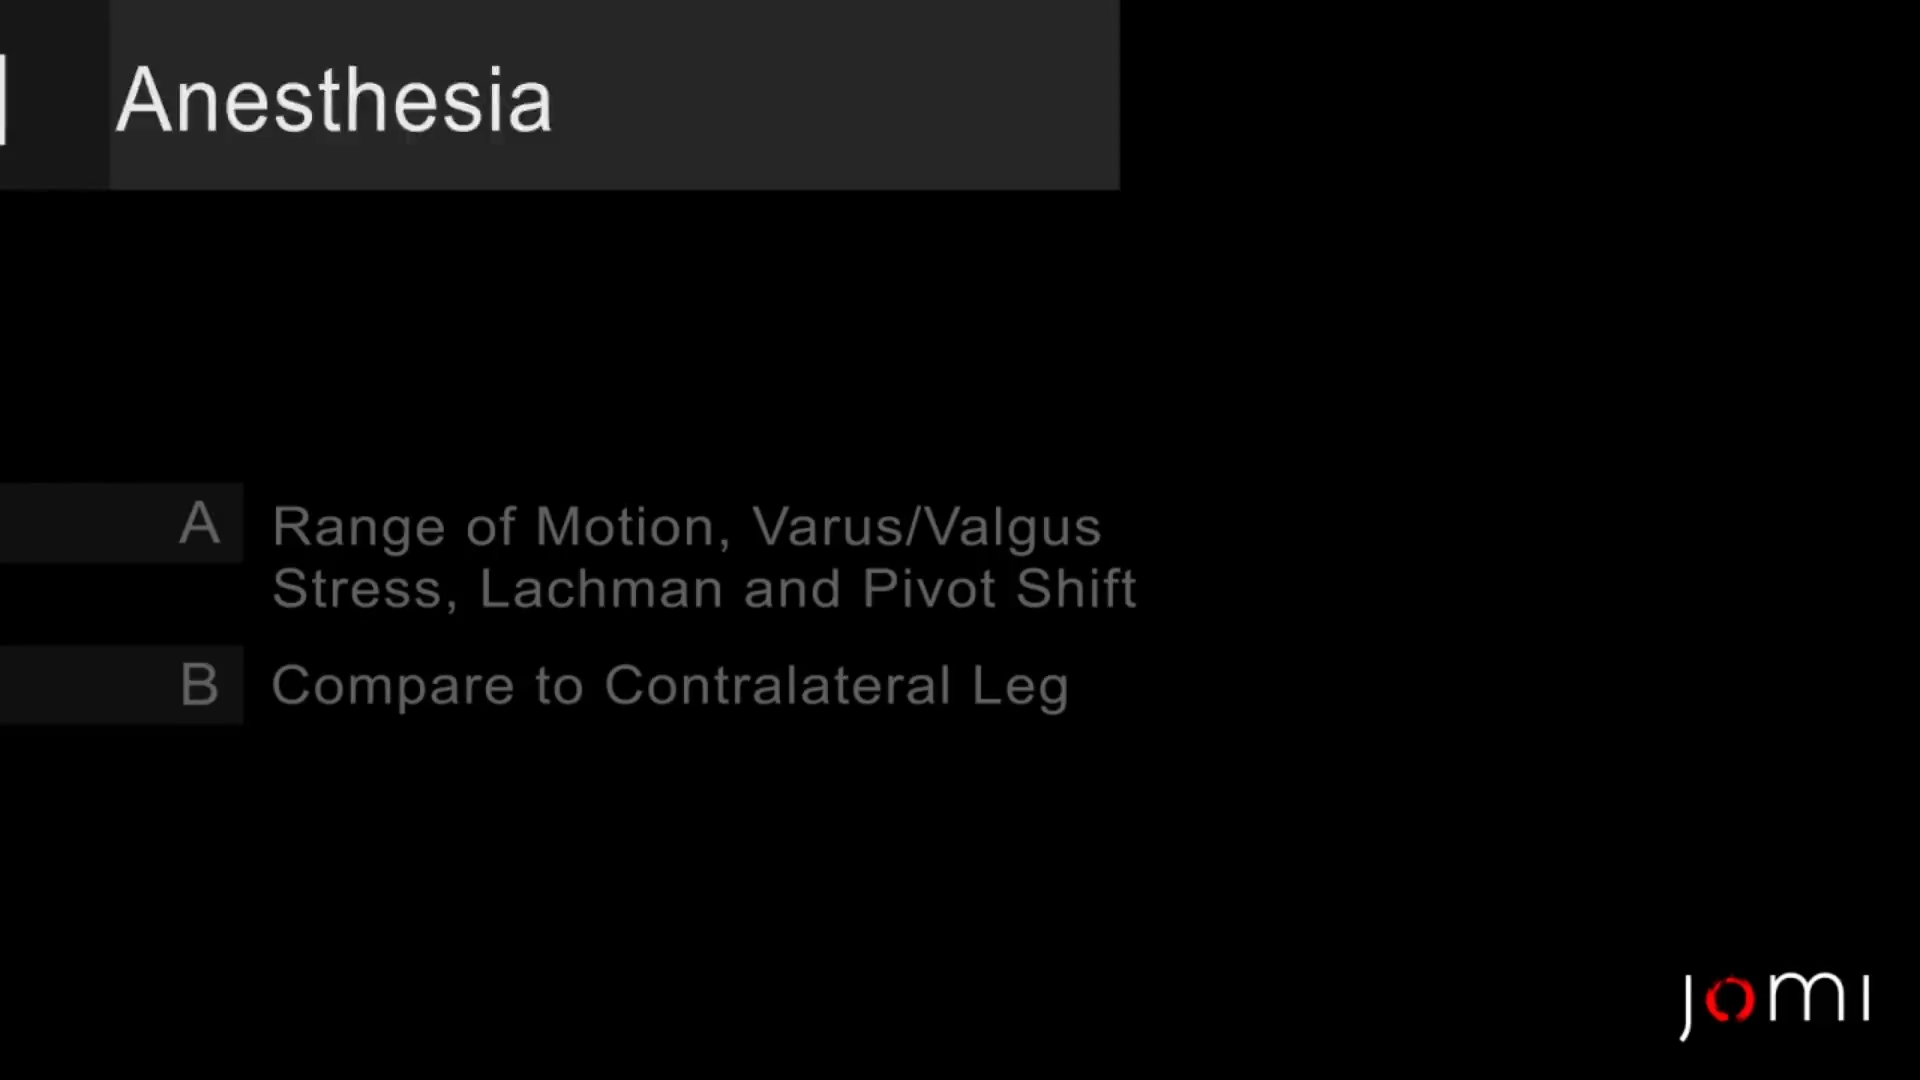 Anesthesia
A Range of Motion, Varus/Valgus
Stress, Lachman and Pivot Shift
B Compare to Contralateral Leg
jomi